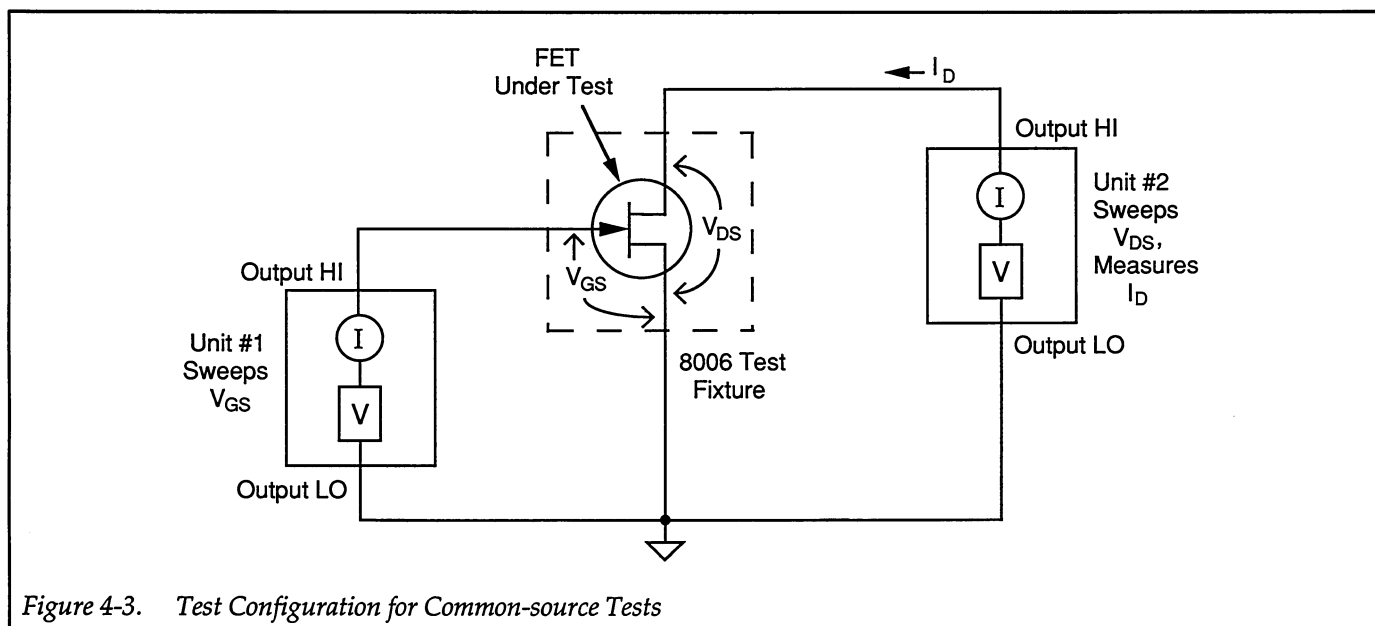 FET
Under Test
I_D
Output HI
Unit #2
Sweeps
V_DS,
Measures
I_D
I
V
Output LO
V_DS
V_GS
8006 Test
Fixture
Output HI
Unit #1
Sweeps
V_GS
I
V
Output LO
Figure 4-3. Test Configuration for Common-source Tests